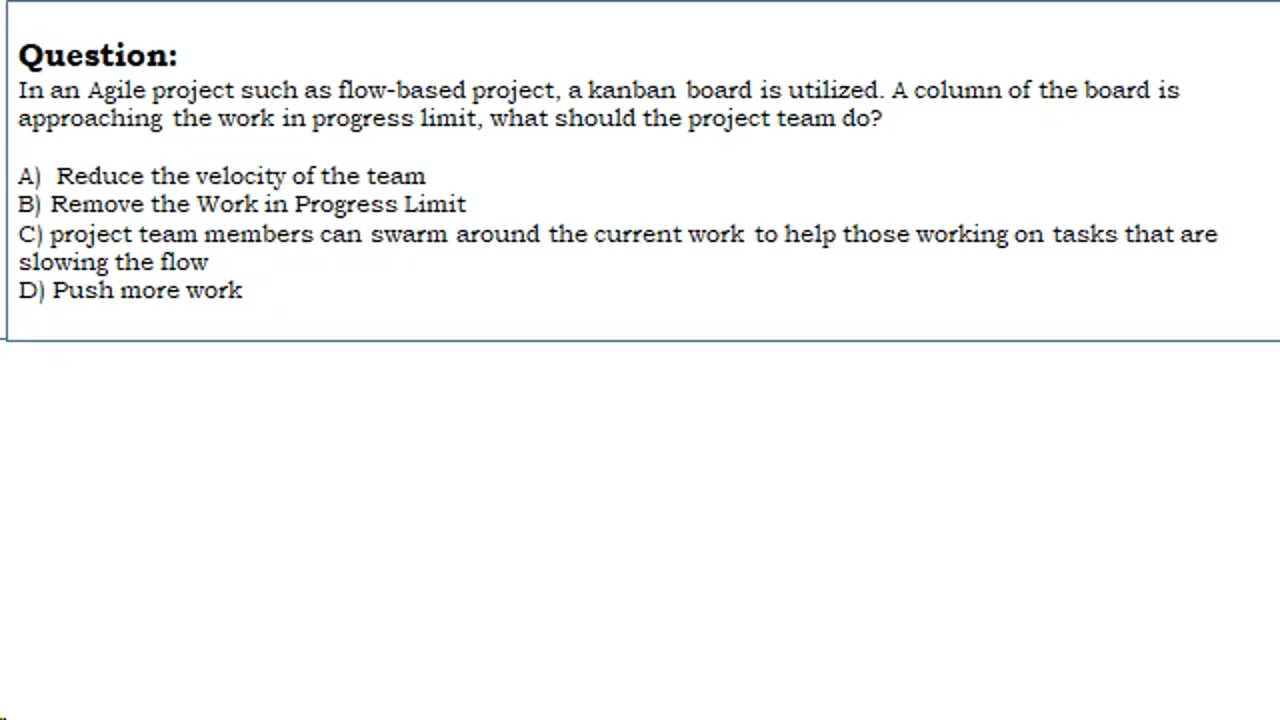 Question:
In an Agile project such as flow-based project, a kanban board is utilized. A column of the board is
approaching the work in progress limit, what should the project team do?
A) Reduce the velocity of the team
B) Remove the Work in Progress Limit
C) project team members can swarm around the current work to help those working on tasks that are
slowing the flow
D) Push more work